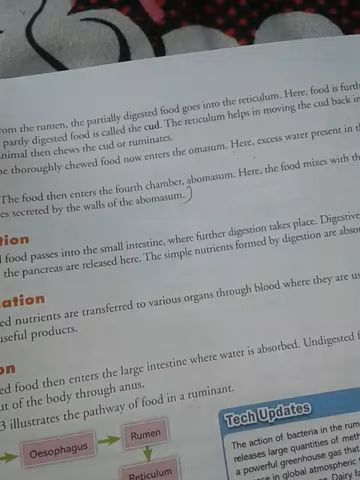 rom the rumen, the partially digested food goes into the reticulum. Here, food is furth
partly digested food is called the cud. The reticulum helps in moving the cud back in
nimal then chews the cud or ruminates.
he thoroughly chewed food now enters the omasum. Here, excess water present in th
The food then enters the fourth chamber, abomasum. Here, the food mixes with th
es secreted by the walls of the abomasum.
tion
food passes into the small intestine, where further digestion takes place. Digestive
the pancreas are released here. The simple nutrients formed by digestion are absor
ation
ed nutrients are transferred to various organs through blood where they are us
useful products.
on
ed food then enters the large intestine where water is absorbed. Undigested f
ut of the body through anus.
3 illustrates the pathway of food in a ruminant.
Oesophagus
Rumen
Reticulum
Tech Updates
The action of bacteria in the rum
releases large quantities of meth
a powerful greenhouse gas that
in global atmospheric
Dairy fa